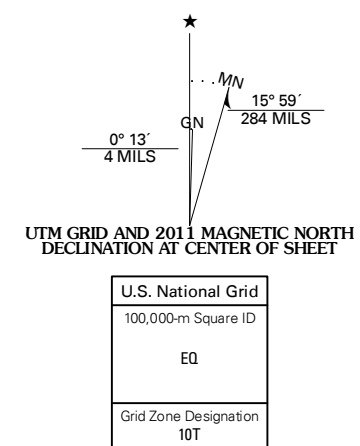 ★
MN
15° 59´
284 MILS
GN
0° 13´
4 MILS
UTM GRID AND 2011 MAGNETIC NORTH
DECLINATION AT CENTER OF SHEET
U.S. National Grid
100,000-m Square ID
EQ
Grid Zone Designation
10T